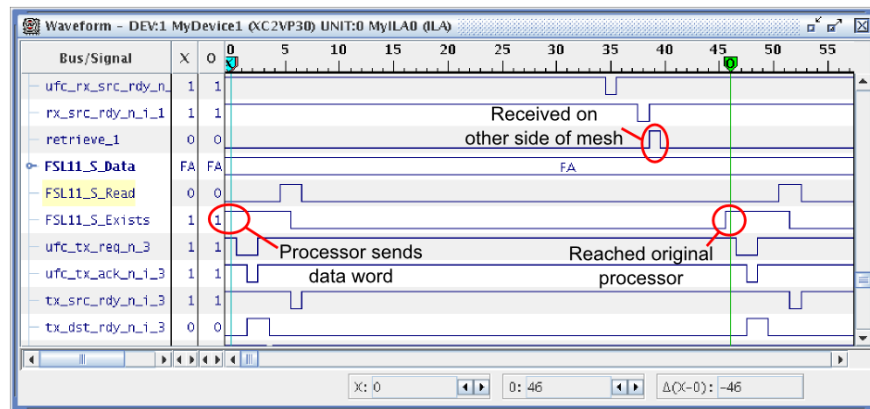 Waveform - DEV:1 MyDevice1 (XC2VP30) UNIT:0 MyILA0 (ILA)
Bus/Signal X O 0 5 10 15 20 25 30 35 40 45 50 55
X O
ufc_rx_src_rdy_n_ 1 1
rx_src_rdy_n_i_1 1 1
Received on
retrieve_1 0 0
other side of mesh
FSL11_S_Data FA FA FA
FSL11_S_Read 0 0
FSL11_S_Exists 1 1
ufc_tx_req_n_3 1 1
Processor sends Reached original
ufc_tx_ack_n_i_3 1 1
data word processor
tx_src_rdy_n_i_3 1 1
tx_dst_rdy_n_i_3 0 0
X: 0 O: 46 Δ(X-O): -46